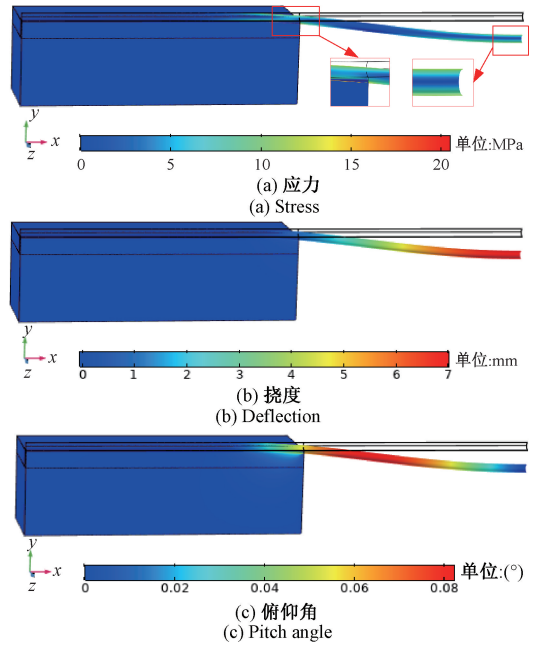 y
x
z
0 5 10 15 20 单位:MPa
(a) 应力
(a) Stress
y
x
z
0 1 2 3 4 5 6 7 单位:mm
(b) 挠度
(b) Deflection
y
x
z
0 0.02 0.04 0.06 0.08 单位:(°)
(c) 俯仰角
(c) Pitch angle